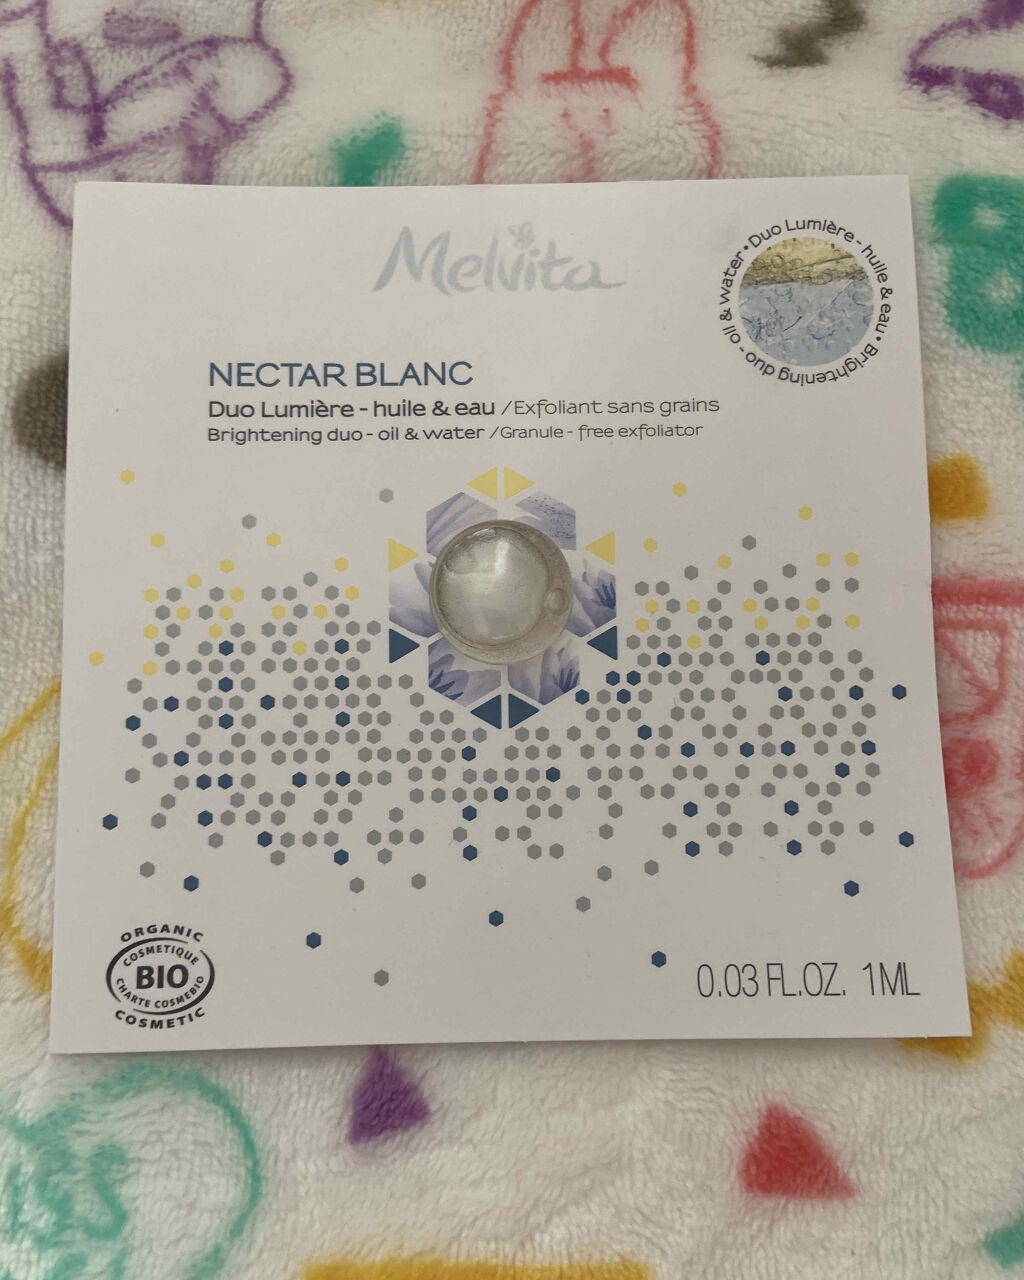 Melvita
Duo Lumière - huile & eau • Brightening duo - oil & water •
NECTAR BLANC
Duo Lumière - huile & eau / Exfoliant sans grains
Brightening duo - oil & water / Granule - free exfoliator
ORGANIC
COSMETIQUE
BIO
CHARTE COSMEBIO
COSMETIC
0.03 FL.OZ. 1ML